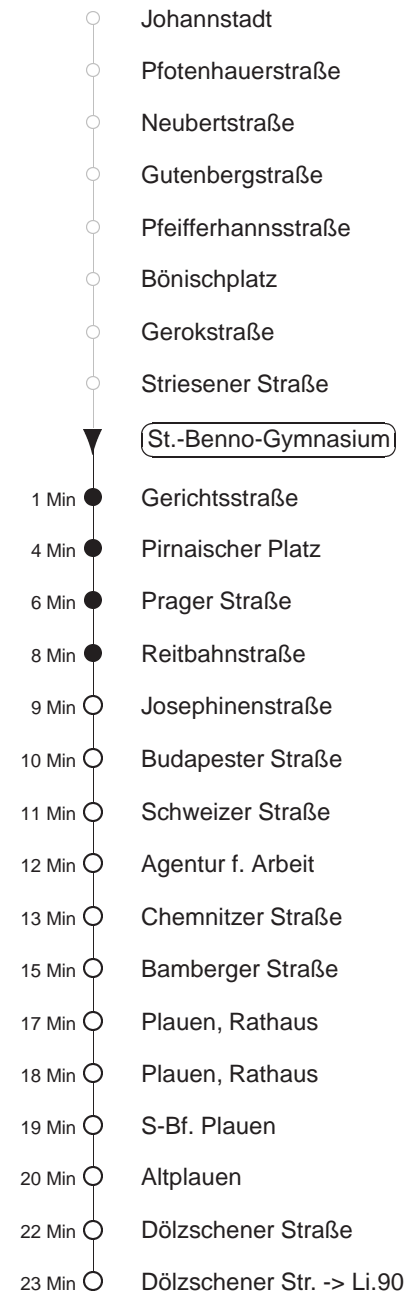 Johannstadt
Pfotenhauerstraße
Neubertstraße
Gutenbergstraße
Pfeifferhannsstraße
Bönischplatz
Gerokstraße
Striesener Straße
St.-Benno-Gymnasium
1 Min Gerichtsstraße
4 Min Pirnaischer Platz
6 Min Prager Straße
8 Min Reitbahnstraße
9 Min Josephinenstraße
10 Min Budapester Straße
11 Min Schweizer Straße
12 Min Agentur f. Arbeit
13 Min Chemnitzer Straße
15 Min Bamberger Straße
17 Min Plauen, Rathaus
18 Min Plauen, Rathaus
19 Min S-Bf. Plauen
20 Min Altplauen
22 Min Dölzschener Straße
23 Min Dölzschener Str. -> Li.90